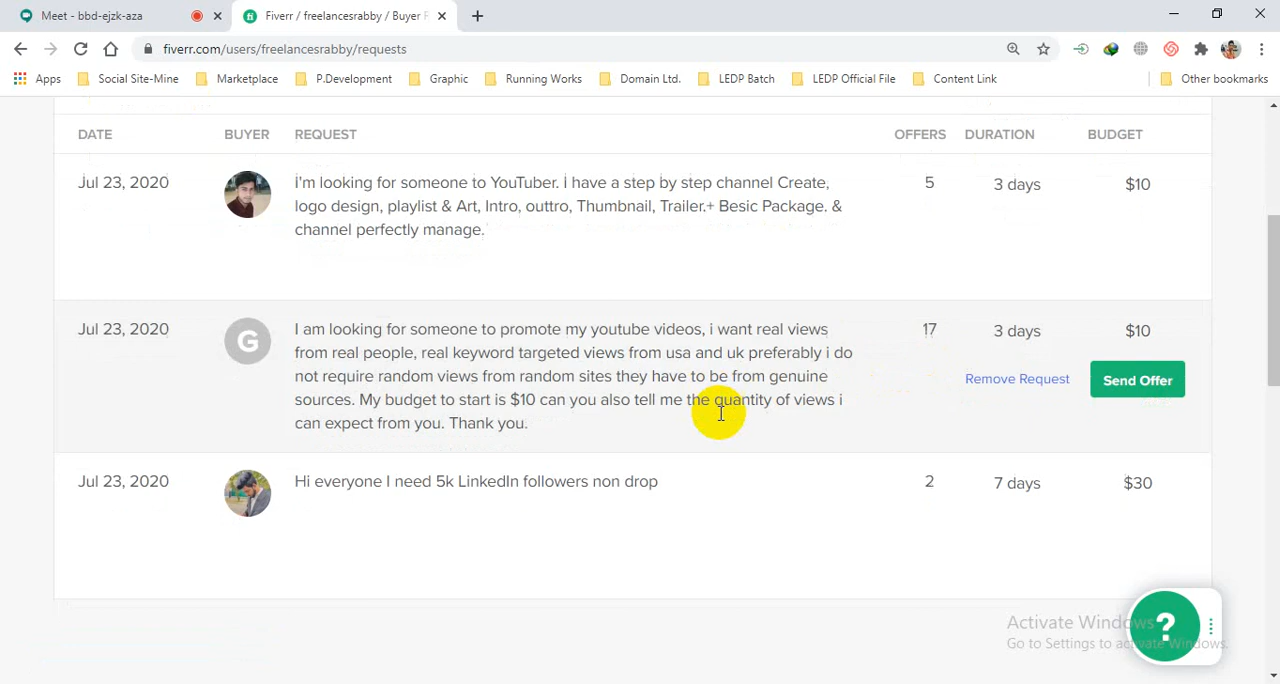 Meet - bbd-ejzk-aza
Fiverr / freelancesrabby / Buyer R
fiverr.com/users/freelancesrabby/requests
Apps Social Site-Mine Marketplace P.Development Graphic Running Works Domain Ltd. LEDP Batch LEDP Official File Content Link Other bookmarks
DATE BUYER REQUEST OFFERS DURATION BUDGET
Jul 23, 2020 I'm looking for someone to YouTuber. I have a step by step channel Create, 5 3 days $10
logo design, playlist & Art, Intro, outtro, Thumbnail, Trailer.+ Besic Package. &
channel perfectly manage.
Jul 23, 2020 G I am looking for someone to promote my youtube videos, i want real views 17 3 days $10
from real people, real keyword targeted views from usa and uk preferably i do
not require random views from random sites they have to be from genuine Remove Request Send Offer
sources. My budget to start is $10 can you also tell me the quantity of views i
can expect from you. Thank you.
Jul 23, 2020 Hi everyone I need 5k LinkedIn followers non drop 2 7 days $30
?
Activate Windows
Go to Settings to activate Windows.